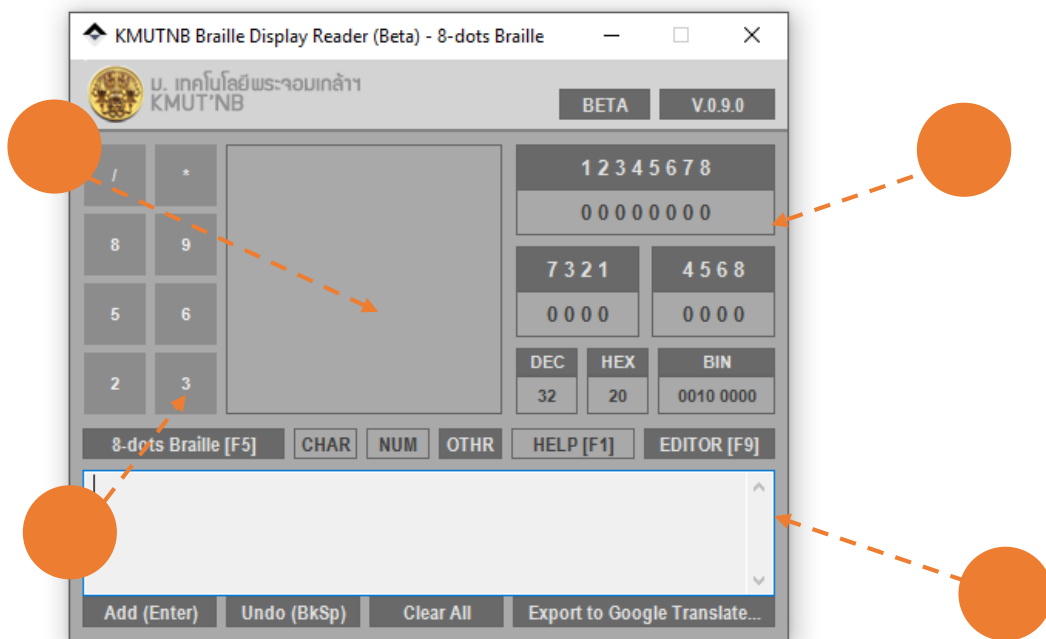 KMUTNB Braille Display Reader (Beta) - 8-dots Braille
ม. เทคโนโลยีพระจอมเกล้าฯ
KMUT'NB
BETA V.0.9.0
/ *
1 2 3 4 5 6 7 8
0 0 0 0 0 0 0 0
8 9
7 3 2 1 4 5 6 8
5 6
0 0 0 0 0 0 0 0
DEC HEX BIN
2 3
32 20 0010 0000
8-dots Braille [F5] CHAR NUM OTHR HELP [F1] EDITOR [F9]
Add (Enter) Undo (BkSp) Clear All Export to Google Translate...